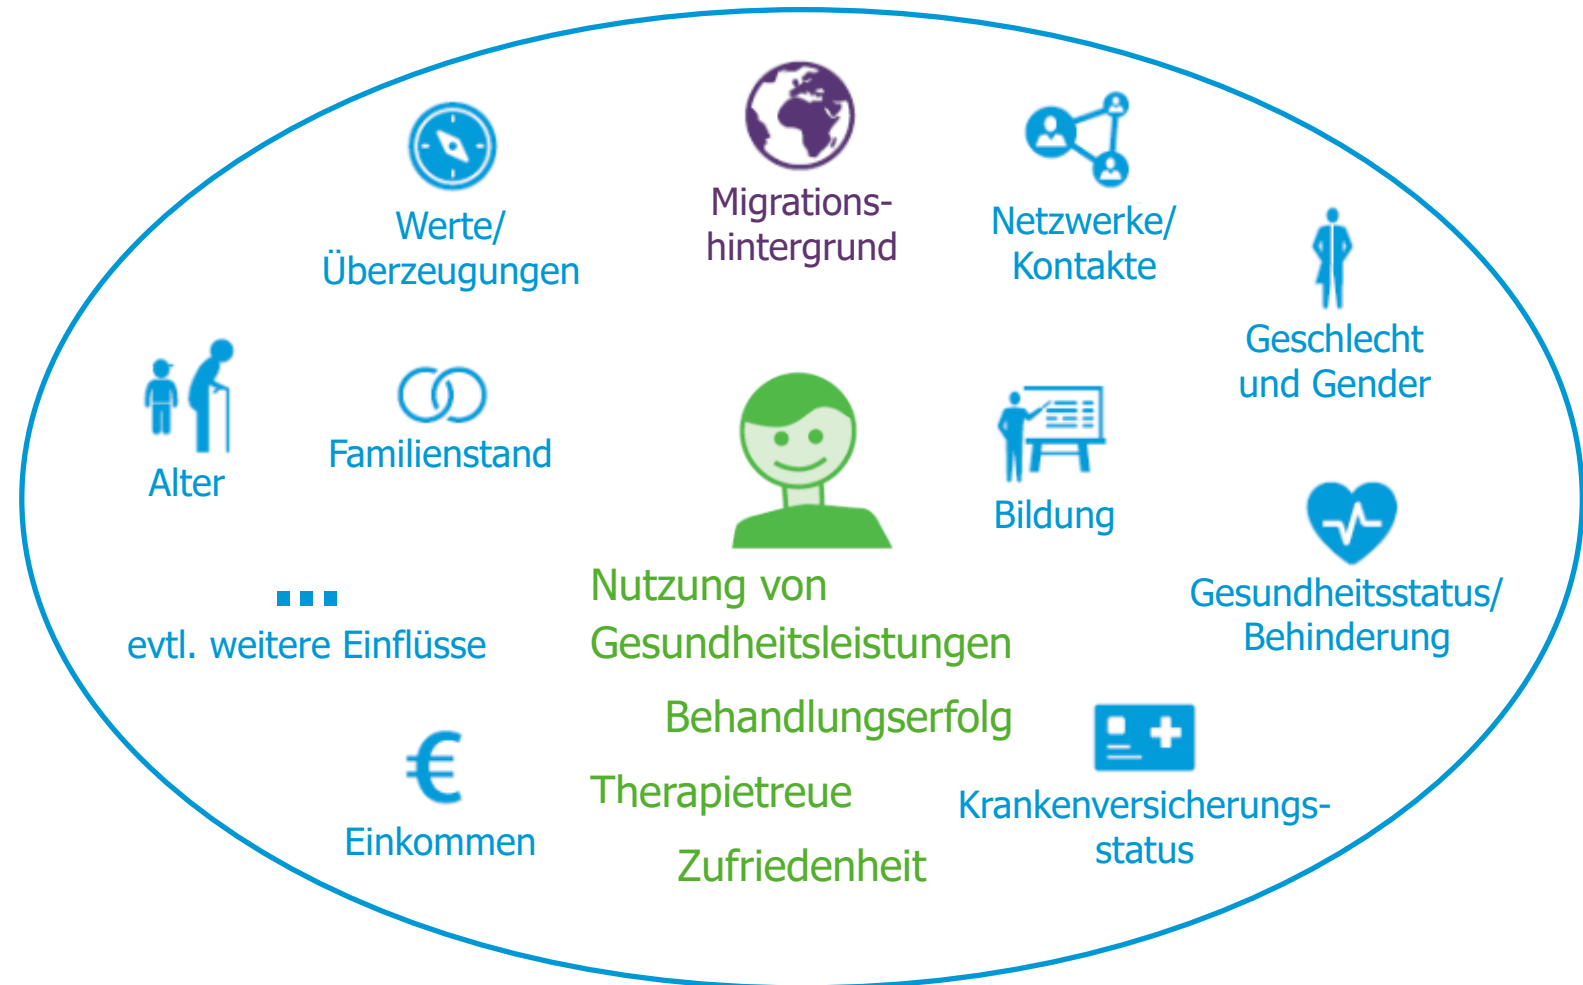 Migrations-
hintergrund
Werte/
Überzeugungen
Netzwerke/
Kontakte
Geschlecht
und Gender
Alter
Familienstand
Bildung
Gesundheitsstatus/
Behinderung
evtl. weitere Einflüsse
Nutzung von
Gesundheitsleistungen
Behandlungserfolg
Therapietreue
Zufriedenheit
€
Einkommen
Krankenversicherungs-
status